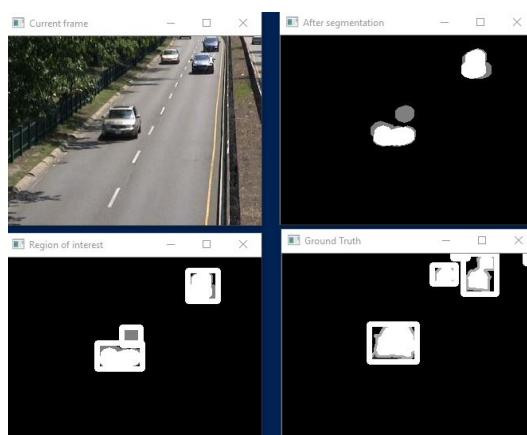 Current frame
After segmentation
Region of interest
Ground Truth